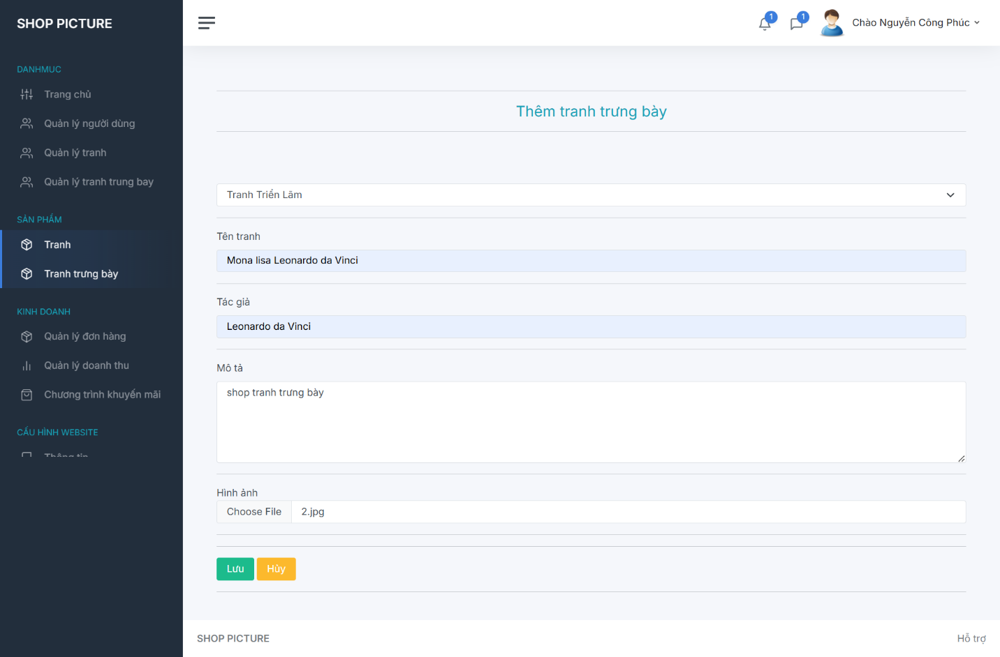 SHOP PICTURE
DANHMUC
Trang chủ
Quản lý người dùng
Quản lý tranh
Quản lý tranh trung bay
SẢN PHẨM
Tranh
Tranh trưng bày
KINH DOANH
Quản lý đơn hàng
Quản lý doanh thu
Chương trình khuyến mãi
CẤU HÌNH WEBSITE
Thông tin
1
1
Chào Nguyễn Công Phúc
Thêm tranh trưng bày
Tranh Triển Lãm
Tên tranh
Mona lisa Leonardo da Vinci
Tác giả
Leonardo da Vinci
Mô tả
shop tranh trưng bày
Hình ảnh
Choose File 2.jpg
Lưu Hủy
SHOP PICTURE
Hỗ trợ